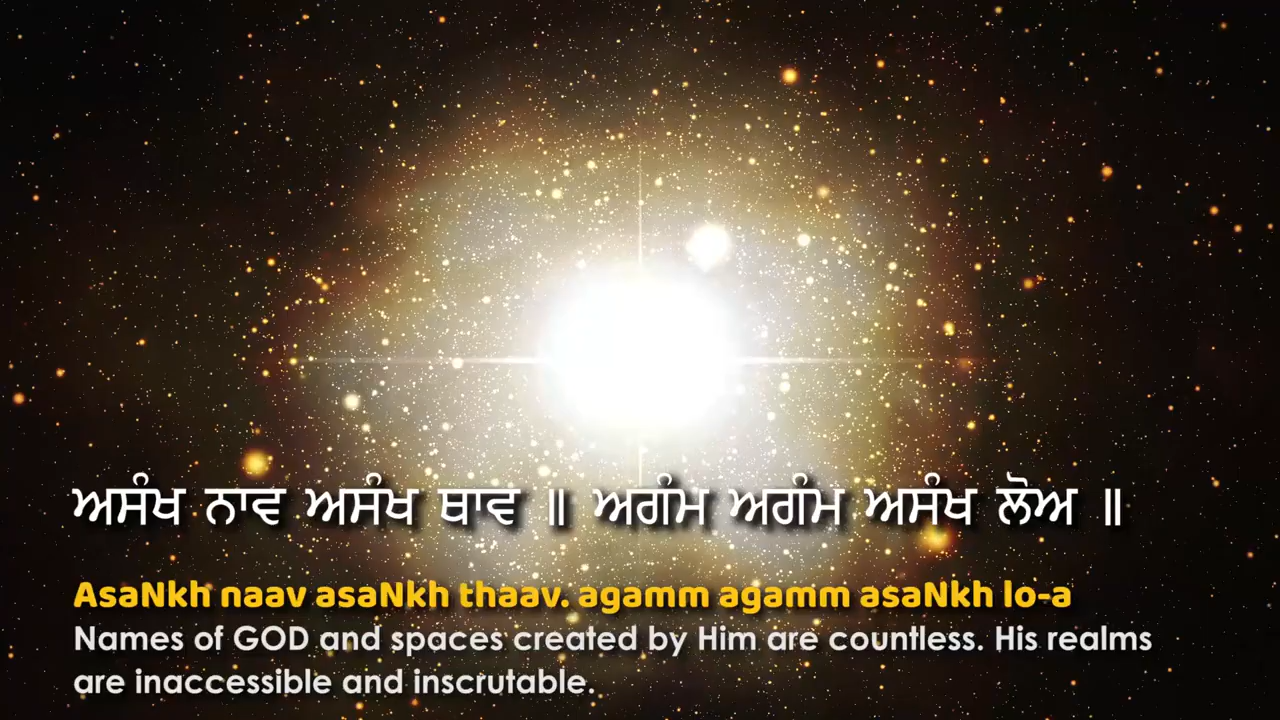 ਅਸੰਖ ਨਾਵ ਅਸੰਖ ਥਾਵ ॥ ਅਗੰਮ ਅਗੰਮ ਅਸੰਖ ਲੋਅ ॥
AsaNkh naav asaNkh thaav. agamm agamm asaNkh lo-a
Names of GOD and spaces created by Him are countless. His realms
are inaccessible and inscrutable.